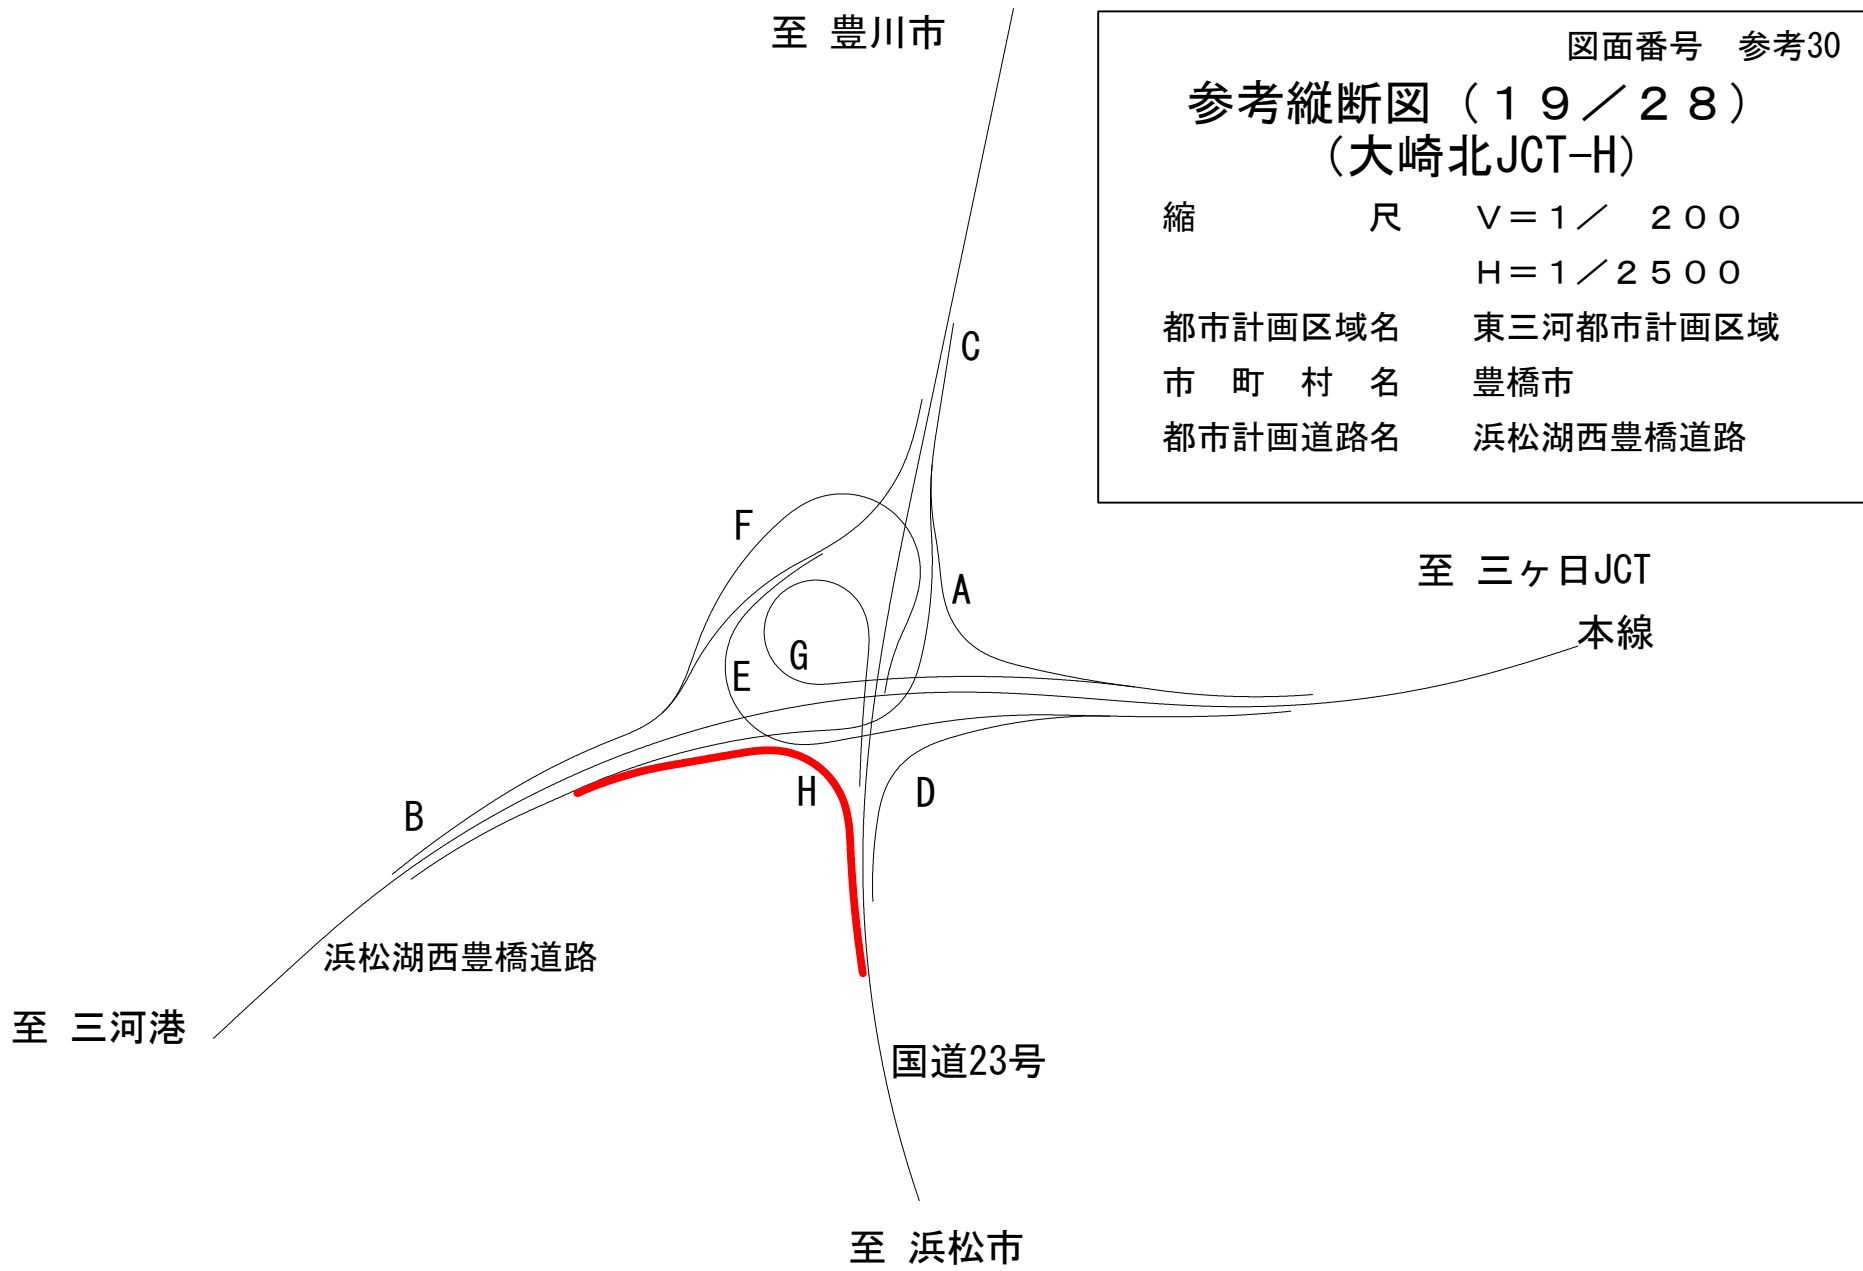 至 豊川市
図面番号 参考30
参考縦断図（１９／２８）
（大崎北JCT-H）
縮 尺 Ｖ＝１／ ２００
Ｈ＝１／２５００
都市計画区域名 東三河都市計画区域
市 町 村 名 豊橋市
都市計画道路名 浜松湖西豊橋道路
C
F
A
至 三ヶ日JCT
本線
G
E
H
D
B
浜松湖西豊橋道路
至 三河港
国道23号
至 浜松市